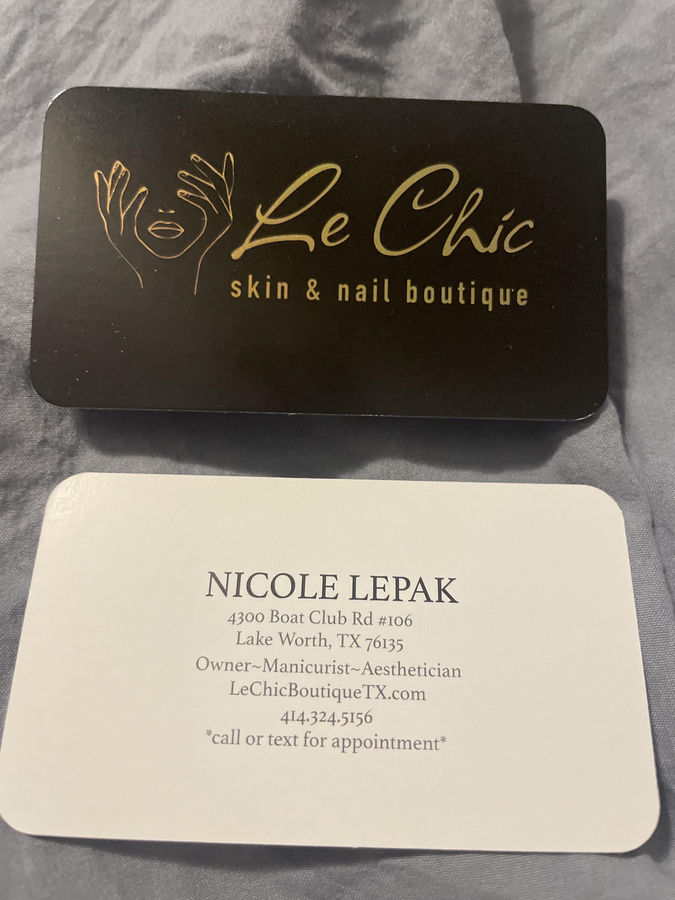 Le Chic
skin & nail boutique
NICOLE LEPAK
4300 Boat Club Rd #106
Lake Worth, TX 76135
Owner~Manicurist~Aesthetician
LeChicBoutiqueTX.com
414.324.5156
*call or text for appointment*